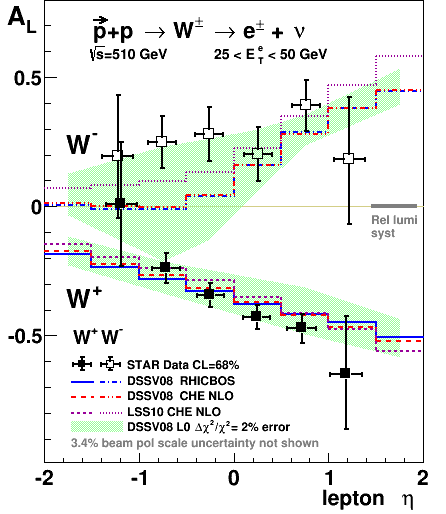 A_L
p⃗+p → W± → e± + ν
√s=510 GeV 25 < E_T^e < 50 GeV
0.5
W-
0
Rel lumi
syst
W+
-0.5
W+ W-
STAR Data CL=68%
DSSV08 RHICBOS
DSSV08 CHE NLO
LSS10 CHE NLO
DSSV08 L0 Δχ²/χ²= 2% error
3.4% beam pol scale uncertainty not shown
-2 -1 0 1 2
lepton η